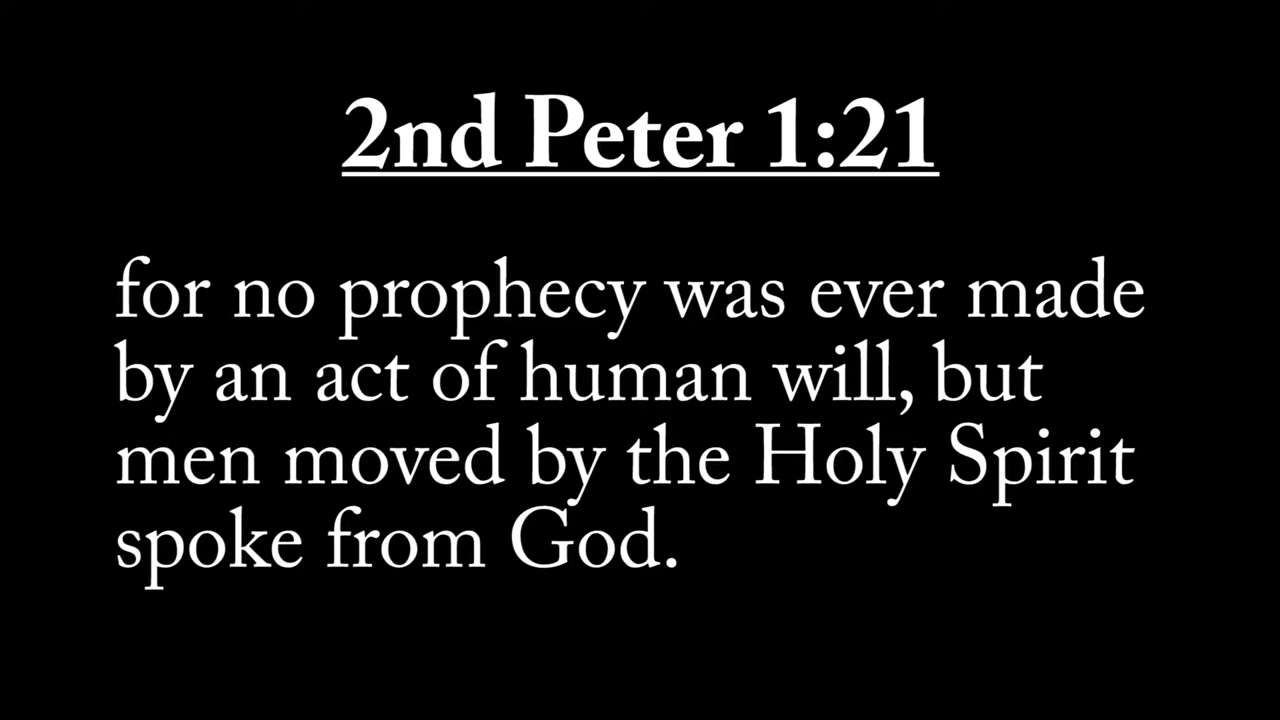 2nd Peter 1:21
for no prophecy was ever made
by an act of human will, but
men moved by the Holy Spirit
spoke from God.